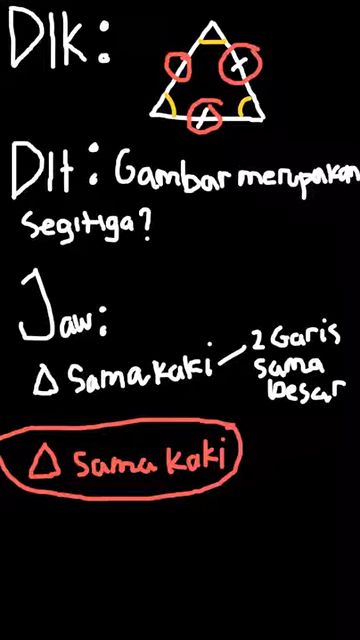 Dik:
Dit: Gambar merupakan
segitiga?
Jaw:
Δ Sama kaki – 2 Garis
sama
besar
Δ Sama kaki